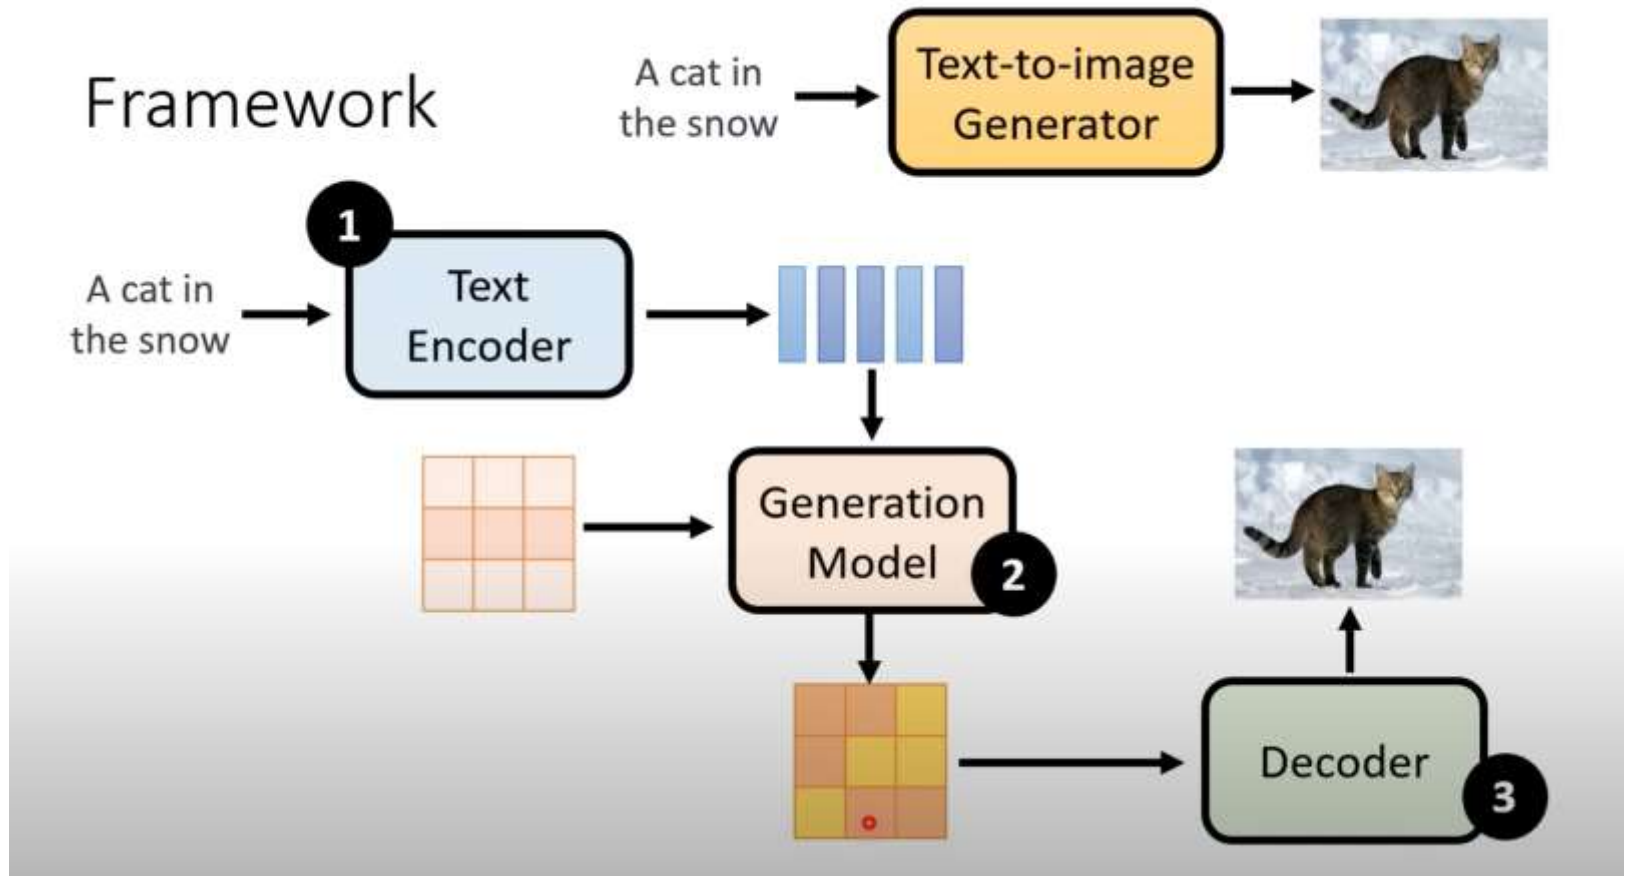 Framework
A cat in
the snow
Text-to-image
Generator
1
A cat in
the snow
Text
Encoder
Generation
Model
2
Decoder
3